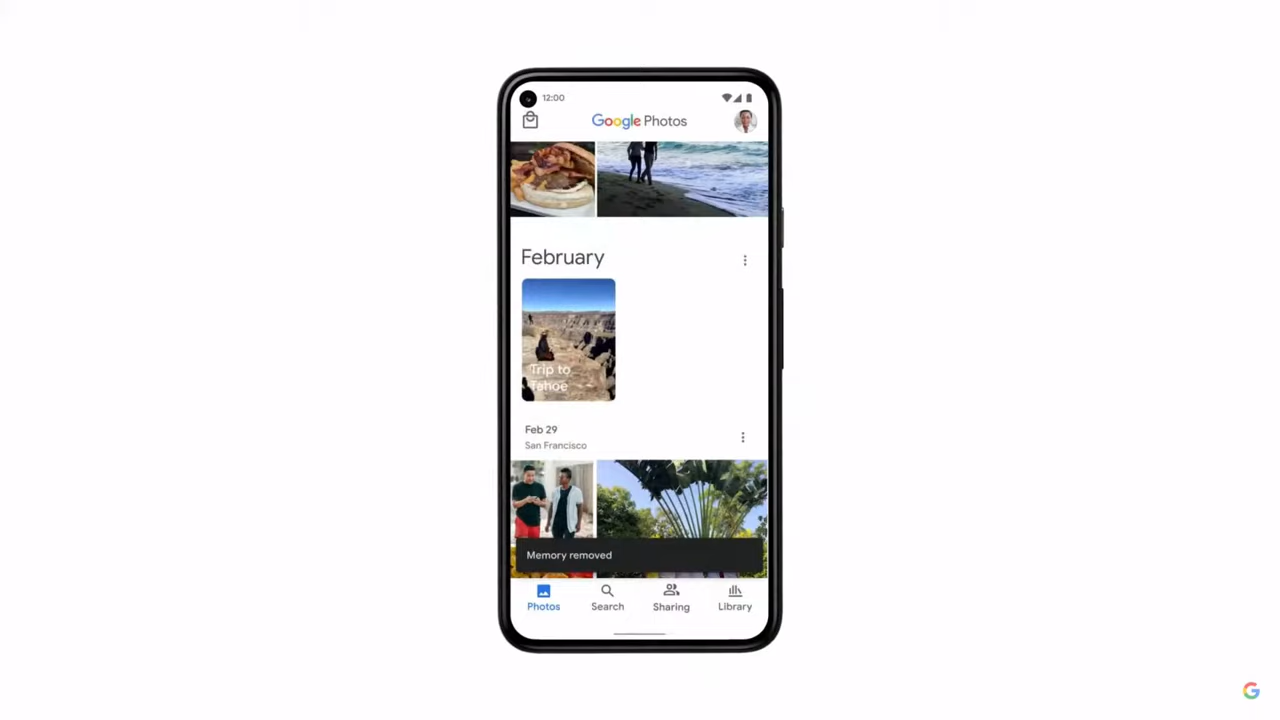 12:00
Google Photos
February
Trip to
Tahoe
Feb 29
San Francisco
Memory removed
Photos
Search
Sharing
Library
G